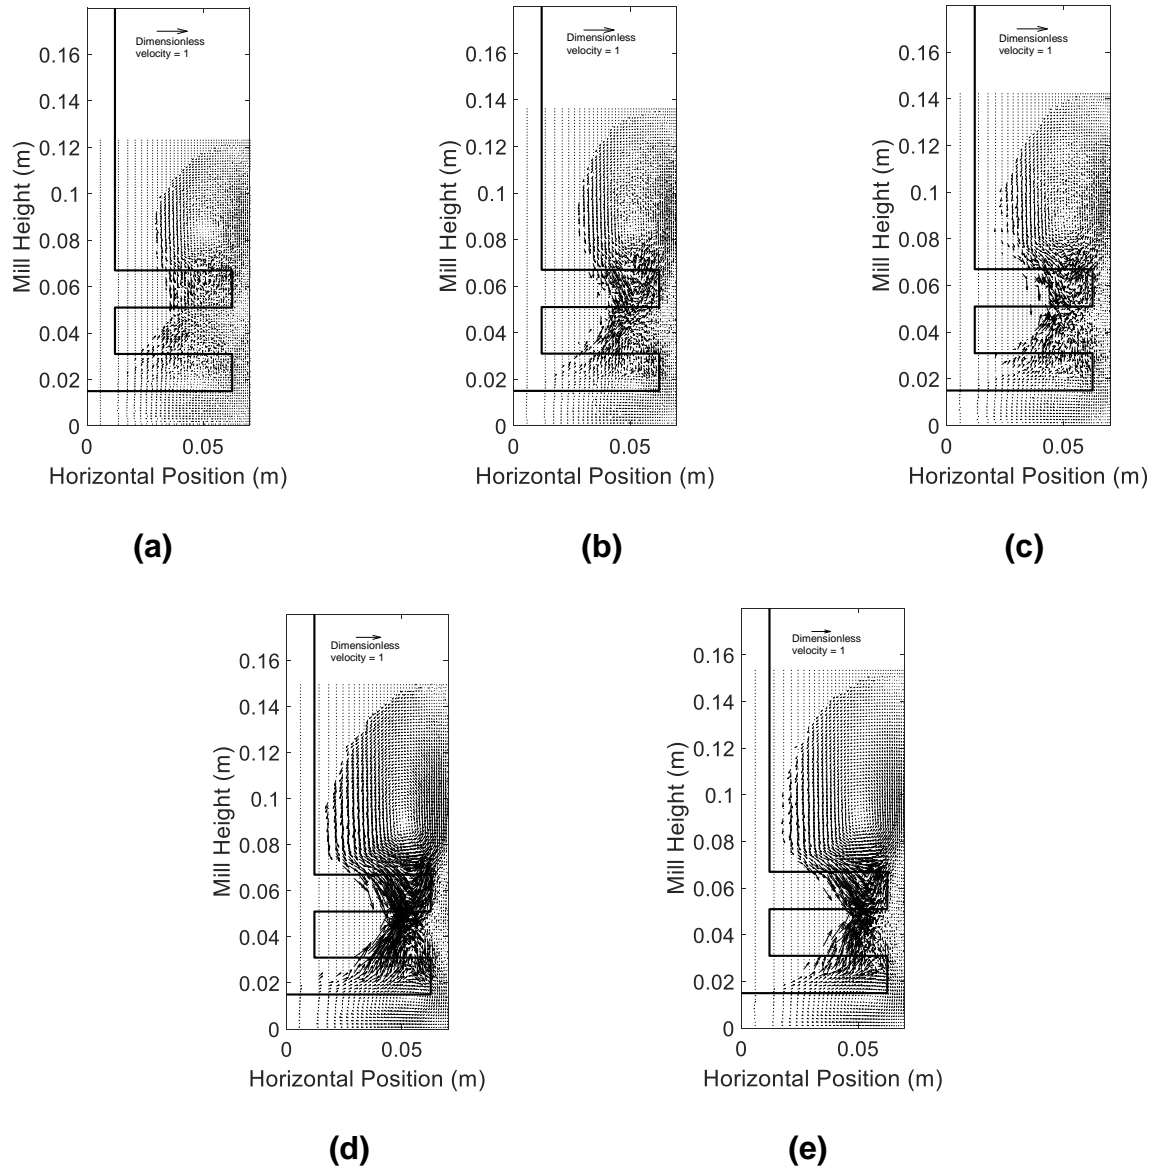 Dimensionless
velocity = 1
0.16
0.14
0.12
0.1
0.08
0.06
0.04
0.02
0
Mill Height (m)
0
0.05
Horizontal Position (m)
(a)
Dimensionless
velocity = 1
0.16
0.14
0.12
0.1
0.08
0.06
0.04
0.02
0
Mill Height (m)
0
0.05
Horizontal Position (m)
(b)
Dimensionless
velocity = 1
0.16
0.14
0.12
0.1
0.08
0.06
0.04
0.02
0
Mill Height (m)
0
0.05
Horizontal Position (m)
(c)
Dimensionless
velocity = 1
0.16
0.14
0.12
0.1
0.08
0.06
0.04
0.02
0
Mill Height (m)
0
0.05
Horizontal Position (m)
(d)
Dimensionless
velocity = 1
0.16
0.14
0.12
0.1
0.08
0.06
0.04
0.02
0
Mill Height (m)
0
0.05
Horizontal Position (m)
(e)